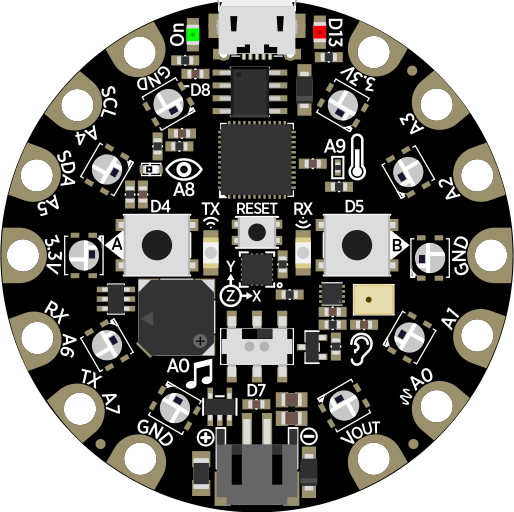 On
D13
GND
D8
3.3V
SCL
A3
A4
A9
SDA
A8
A2
A5
D4
TX
RESET
RX
D5
3.3V
A
B
GND
Y
Z
X
RX
A1
A6
A0
TX
D7
A0
A7
GND
+
-
VOUT